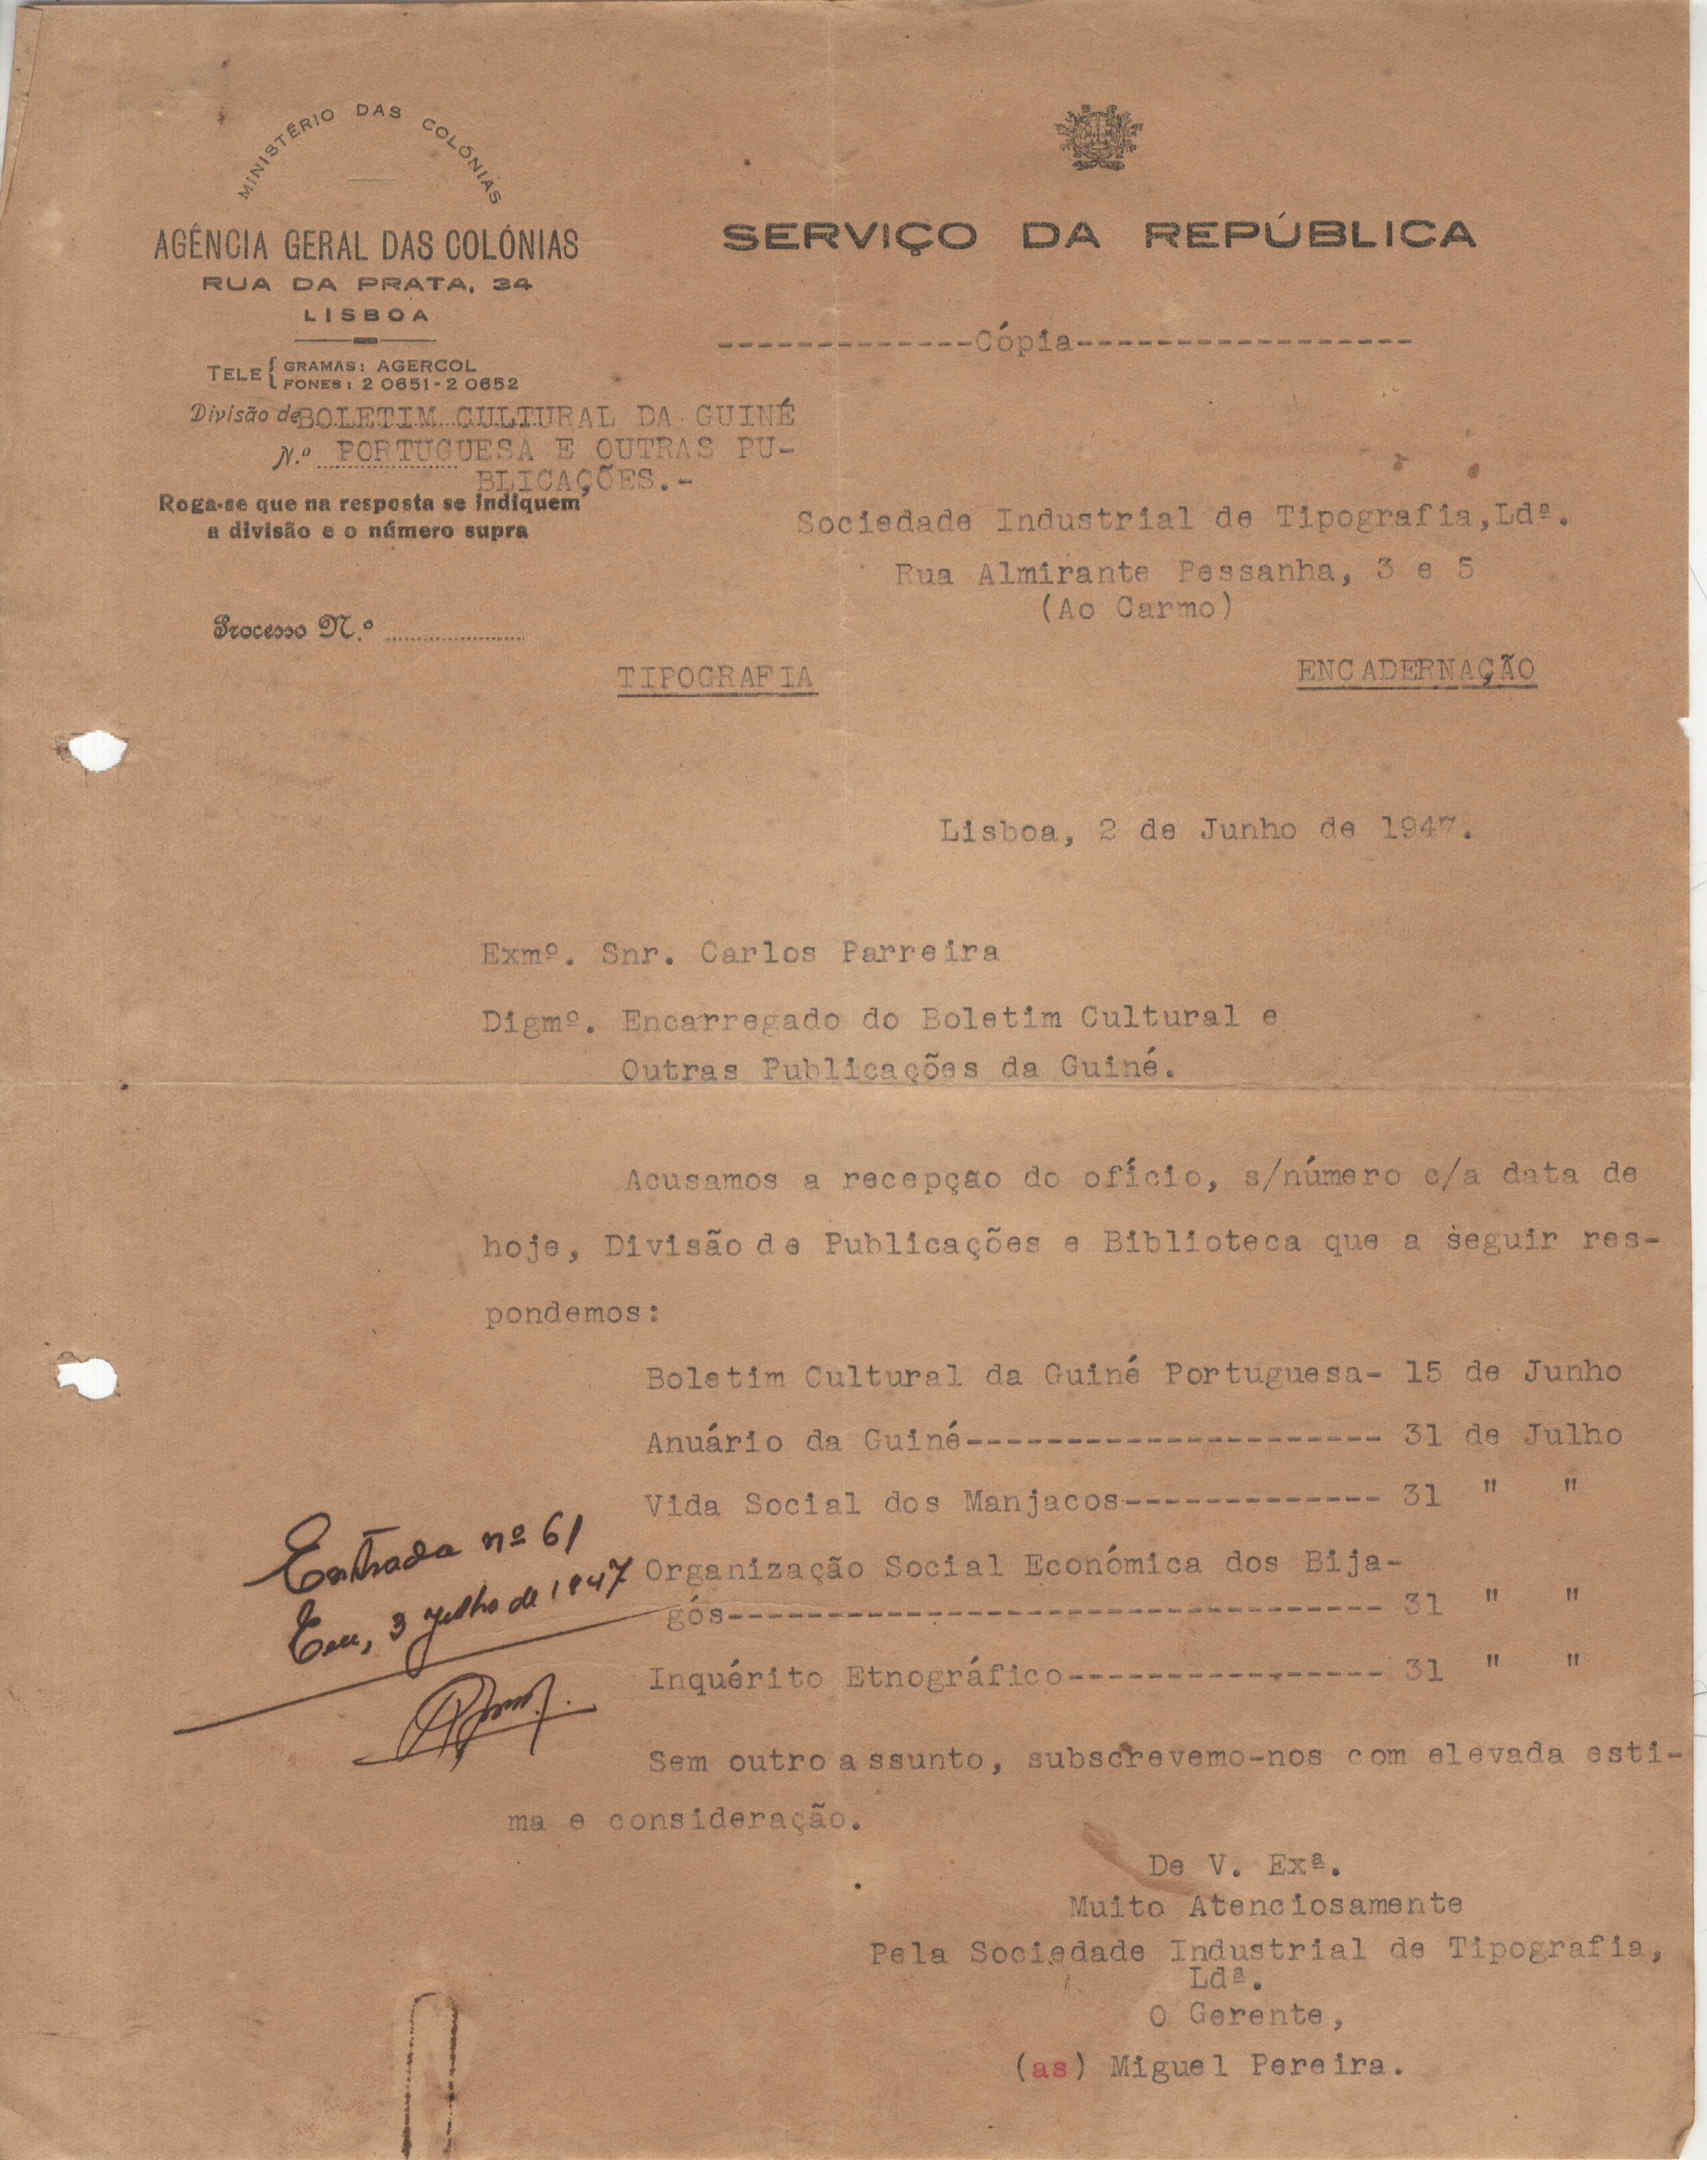 MINISTÉRIO DAS COLÓNIAS
AGÊNCIA GERAL DAS COLÓNIAS
RUA DA PRATA, 34
LISBOA
TELE { GRAMAS: AGERCOL
FONES: 2 0651-2 0652
Divisão de BOLETIM CULTURAL DA GUINÉ
N.º PORTUGUESA E OUTRAS PU-
BLICAÇÕES.-
Roga-se que na resposta se indiquem
a divisão e o número supra
Processo N.º
SERVIÇO DA REPÚBLICA
-------------Cópia-----------------
Sociedade Industrial de Tipografia,Ldª.
Rua Almirante Pessanha, 3 e 5
(Ao Carmo)
TIPOGRAFIA ENCADERNAÇÃO
Lisboa, 2 de Junho de 1947.
Exmº. Snr. Carlos Parreira
Digmº. Encarregado do Boletim Cultural e
Outras Publicações da Guiné.
Acusamos a recepção do ofício, s/número c/a data de
hoje, Divisão de Publicações e Biblioteca que a seguir res-
pondemos:
Boletim Cultural da Guiné Portuguesa- 15 de Junho
Anuário da Guiné--------------------- 31 de Julho
Vida Social dos Manjacos------------- 31 " "
Organização Social Económica dos Bija-
gós--------------------------------- 31 " "
Inquérito Etnográfico---------------- 31 " "
Entrada nº 61
Em, 3 Julho de 1947
Sem outro assunto, subscrevemo-nos com elevada esti-
ma e consideração.
De V. Exª.
Muito Atenciosamente
Pela Sociedade Industrial de Tipografia,
Ldª.
O Gerente,
(as) Miguel Pereira.